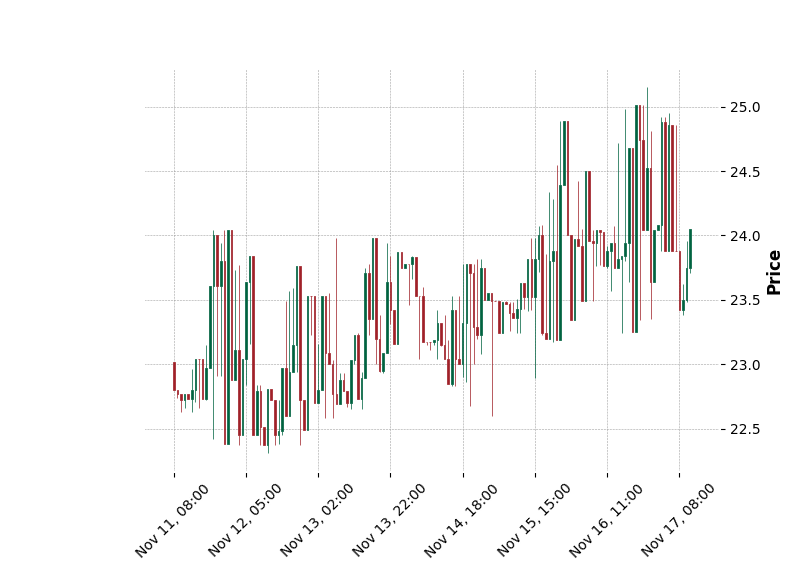 25.0
24.5
24.0
23.5
23.0
22.5
Price
Nov 11, 08:00
Nov 12, 05:00
Nov 13, 02:00
Nov 13, 22:00
Nov 14, 18:00
Nov 15, 15:00
Nov 16, 11:00
Nov 17, 08:00